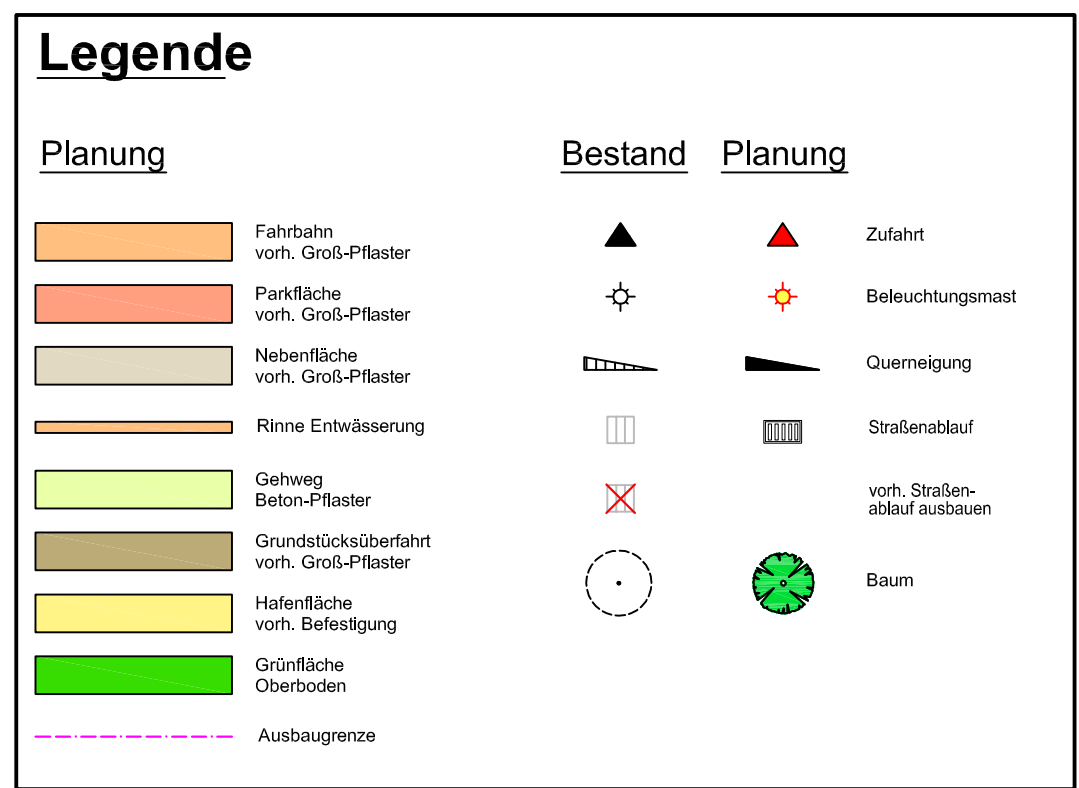 Legende
Planung
Fahrbahn
vorh. Groß-Pflaster
Parkfläche
vorh. Groß-Pflaster
Nebenfläche
vorh. Groß-Pflaster
Rinne Entwässerung
Gehweg
Beton-Pflaster
Grundstücksüberfahrt
vorh. Groß-Pflaster
Hafenfläche
vorh. Befestigung
Grünfläche
Oberboden
Ausbaugrenze
Bestand Planung
Zufahrt
Beleuchtungsmast
Querneigung
Straßenablauf
vorh. Straßen-
ablauf ausbauen
Baum